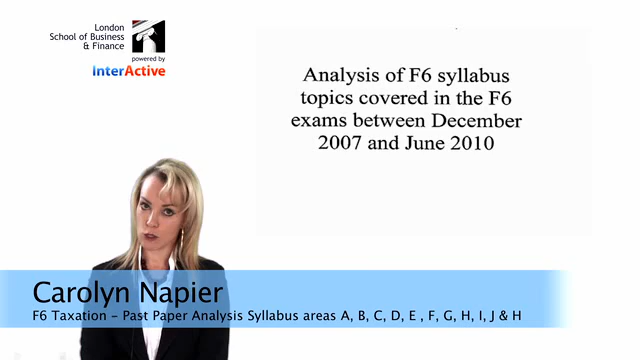 London
School of Business
& Finance
powered by
InterActive
Analysis of F6 syllabus
topics covered in the F6
exams between December
2007 and June 2010
Carolyn Napier
F6 Taxation - Past Paper Analysis Syllabus areas A, B, C, D, E , F, G, H, I, J & H